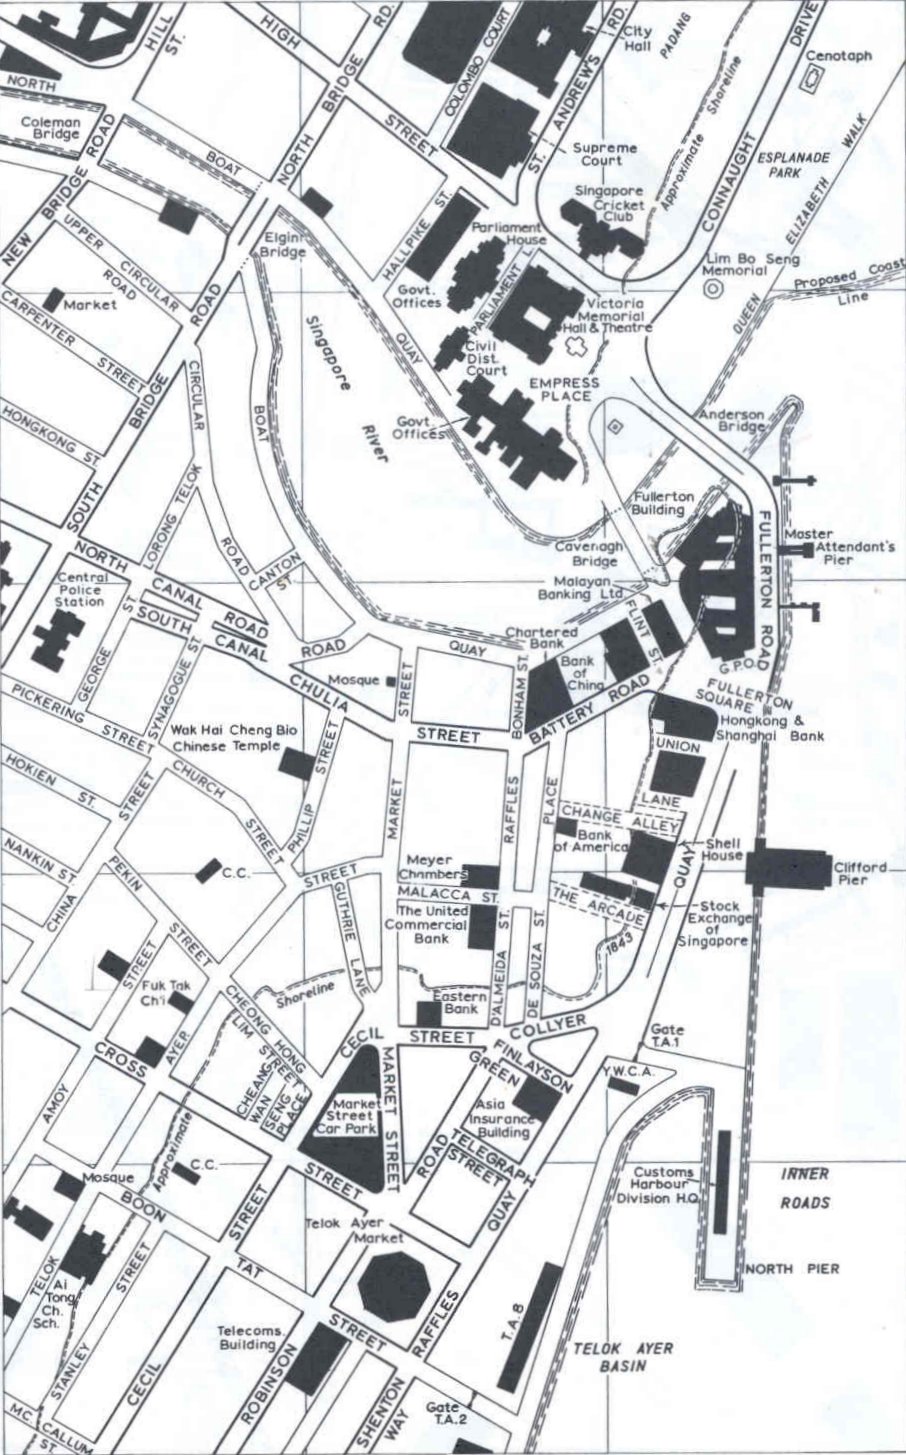 HILL
ST.
HIGH
STREET
RD.
NORTH
BRIDGE
COLOMBO COURT
ST. ANDREW'S
RD.
City
Hall
PADANG
DRIVE
CONNAUGHT
Cenotaph
NORTH
Coleman
Bridge
NEW
BRIDGE ROAD
BOAT
QUAY
Supreme
Court
Approximate Shoreline
ESPLANADE
PARK
QUEEN
ELIZABETH
WALK
Singapore
Cricket
Club
HALLPIKE ST.
Parliament
House
PARLIAMENT L.
Elgin
Bridge
Lim Bo Seng
Memorial
Proposed Coast
Line
UPPER
CIRCULAR
ROAD
Market
Govt.
Offices
Victoria
Memorial
Hall & Theatre
Civil
Dist.
Court
EMPRESS
PLACE
CARPENTER
STREET
HONGKONG ST.
SOUTH
BRIDGE
ROAD
CIRCULAR
ROAD
BOAT
QUAY
Singapore
River
Govt.
Offices
Anderson
Bridge
LORONG TELOK
CANTON
ST
Fullerton
Building
Cavenagh
Bridge
Malayan
Banking Ltd.
FULLERTON
ROAD
Master
Attendant's
Pier
NORTH
CANAL
ROAD
SOUTH
CANAL
ROAD
Central
Police
Station
GEORGE
ST.
SYNAGOGUE ST.
PICKERING
STREET
Chartered
Bank
Bank
of
China
FLINT ST.
G.P.O.
BONHAM ST.
BATTERY ROAD
FULLERTON
SQUARE
Hongkong &
Shanghai Bank
Mosque
CHULIA
STREET
MARKET
STREET
Wak Hai Cheng Bio
Chinese Temple
PHILLIP
STREET
CHURCH
STREET
HOKIEN
ST.
NANKIN ST.
CHINA
STREET
PEKIN
STREET
C.C.
STREET
UNION
LANE
RAFFLES
PLACE
CHANGE ALLEY
Bank
of America
Shell
House
QUAY
Clifford
Pier
THE ARCADE
Stock
Exchange
of
Singapore
Meyer
Chambers
MALACCA ST.
The United
Commercial
Bank
GUTHRIE
LANE
D'ALMEIDA ST.
DE SOUZA ST.
1843
Shoreline
Eastern
Bank
Fuk Tak
Ch'i
STREET
AYER
CHEONG HONG
LIM STREET
CHEANG
WAN
SENG
PLACE
CECIL
STREET
COLLYER
Gate
T.A.1
Y.W.C.A.
FINLAYSON
GREEN
Asia
Insurance
Building
TELEGRAPH
STREET
Market
Street
Car Park
MARKET STREET
CROSS
STREET
AMOY
Approximate
C.C.
Mosque
BOON
TAT
STREET
TELOK
Ai
Tong
Ch.
Sch.
STANLEY
STREET
CECIL
STREET
Telok Ayer
Market
ROBINSON
ROAD
RAFFLES
QUAY
Customs
Harbour
Division H.Q.
INNER
ROADS
NORTH PIER
T.A.8
TELOK AYER
BASIN
Telecoms.
Building
SHENTON
WAY
Gate
T.A.2
MC CALLUM
ST.